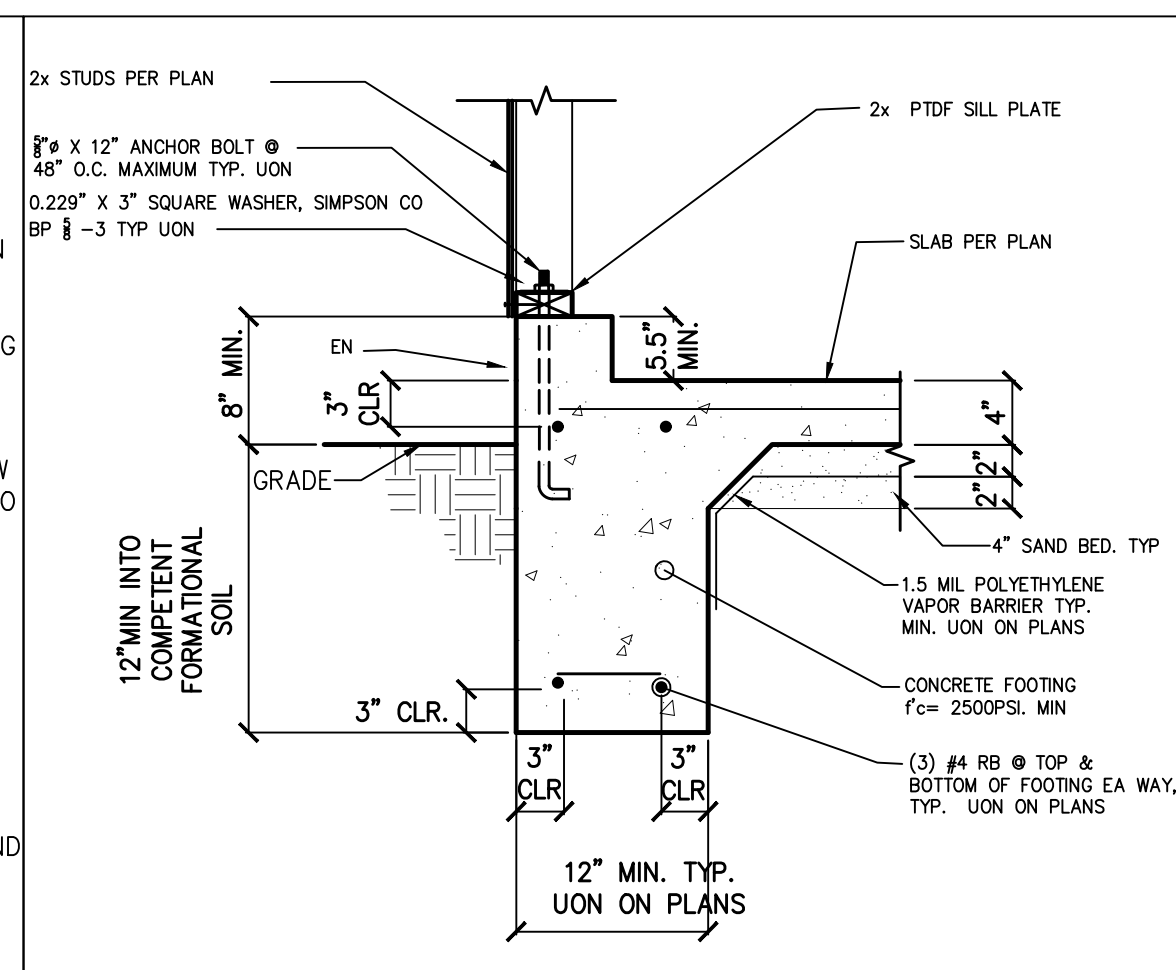 2x STUDS PER PLAN
5/8"ø X 12" ANCHOR BOLT @
48" O.C. MAXIMUM TYP. UON
0.229" X 3" SQUARE WASHER, SIMPSON CO
BP 5/8 -3 TYP UON
2x PTDF SILL PLATE
SLAB PER PLAN
N
G
W
O
ND
EN
8" MIN.
3"
CLR
5.5"
MIN.
4"
2"
2"
GRADE
12"MIN INTO
COMPETENT
FORMATIONAL
SOIL
4" SAND BED. TYP
1.5 MIL POLYETHYLENE
VAPOR BARRIER TYP.
MIN. UON ON PLANS
CONCRETE FOOTING
f'c= 2500PSI. MIN
3" CLR.
3"
CLR
3"
CLR
(3) #4 RB @ TOP &
BOTTOM OF FOOTING EA WAY,
TYP. UON ON PLANS
12" MIN. TYP.
UON ON PLANS